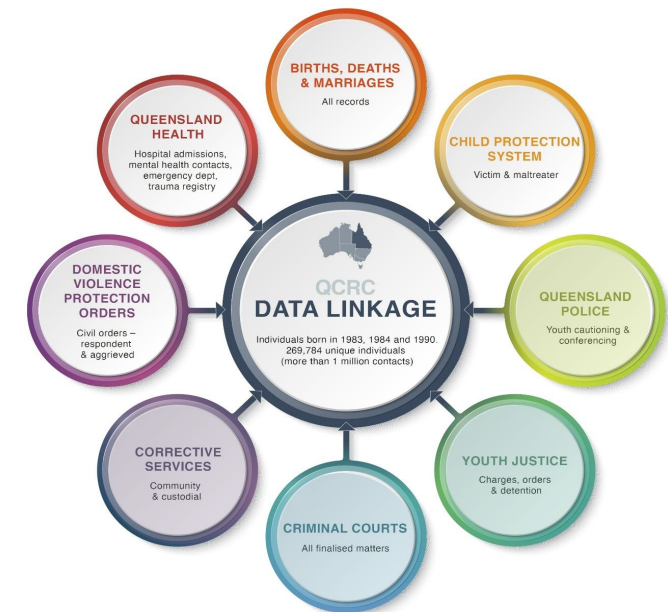 BIRTHS, DEATHS
& MARRIAGES
All records
CHILD PROTECTION
SYSTEM
Victim & maltreater
QUEENSLAND
POLICE
Youth cautioning &
conferencing
YOUTH JUSTICE
Charges, orders
& detention
CRIMINAL COURTS
All finalised matters
CORRECTIVE
SERVICES
Community
& custodial
DOMESTIC
VIOLENCE
PROTECTION
ORDERS
Civil orders –
respondent
& aggrieved
QUEENSLAND
HEALTH
Hospital admissions,
mental health contacts,
emergency dept,
trauma registry
QCRC
DATA LINKAGE
Individuals born in 1983, 1984 and 1990.
269,784 unique individuals
(more than 1 million contacts)